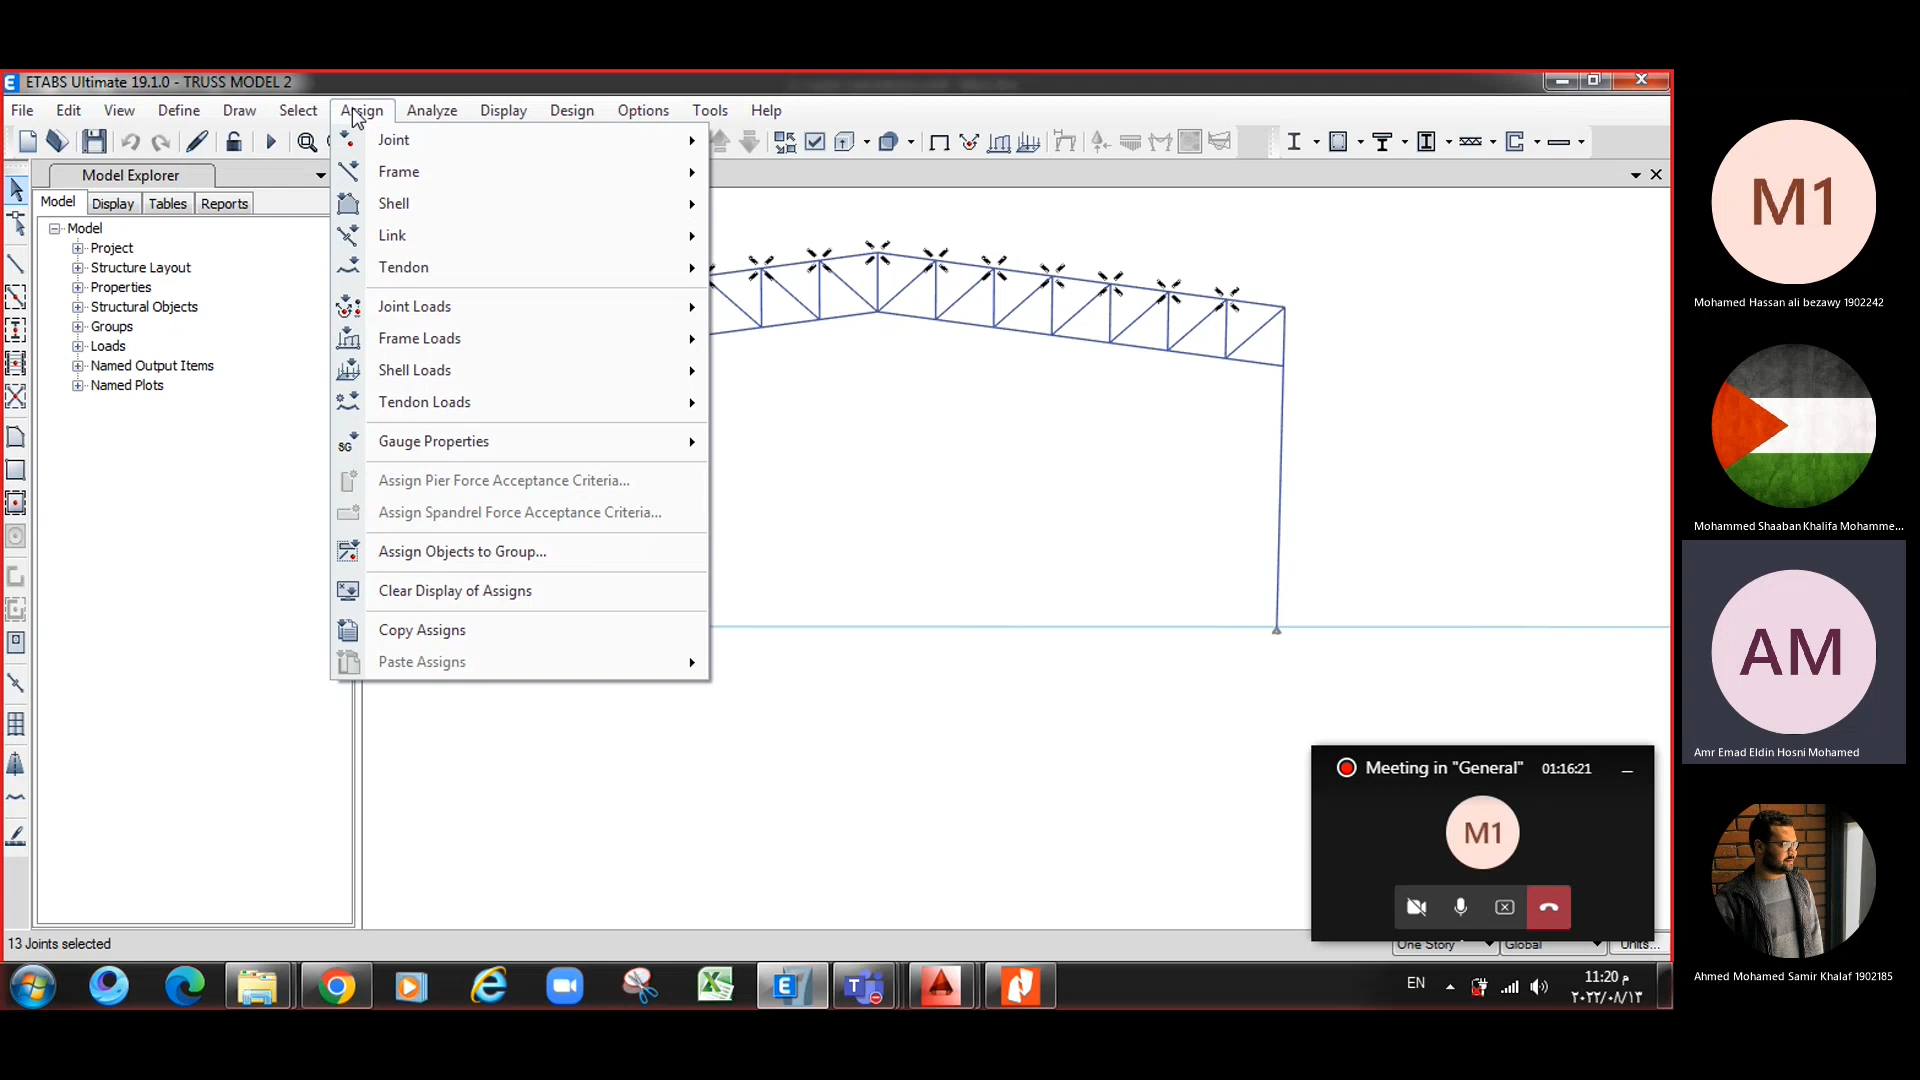 ETABS Ultimate 19.1.0 - TRUSS MODEL 2
File Edit View Define Draw Select Assign Analyze Display Design Options Tools Help
Model Explorer
Model Display Tables Reports
Model
Project
Structure Layout
Properties
Structural Objects
Groups
Loads
Named Output Items
Named Plots
Joint
Frame
Shell
Link
Tendon
Joint Loads
Frame Loads
Shell Loads
Tendon Loads
Gauge Properties
Assign Pier Force Acceptance Criteria...
Assign Spandrel Force Acceptance Criteria...
Assign Objects to Group...
Clear Display of Assigns
Copy Assigns
Paste Assigns
Meeting in "General" 01:16:21
M1
13 Joints selected
One Story Global Units...
EN
11:20 م
٢٠٢٢/٠٨/١٣
M1
Mohamed Hassan ali bezawy 1902242
Mohammed Shaaban Khalifa Mohamme...
AM
Amr Emad Eldin Hosni Mohamed
Ahmed Mohamed Samir Khalaf 1902185